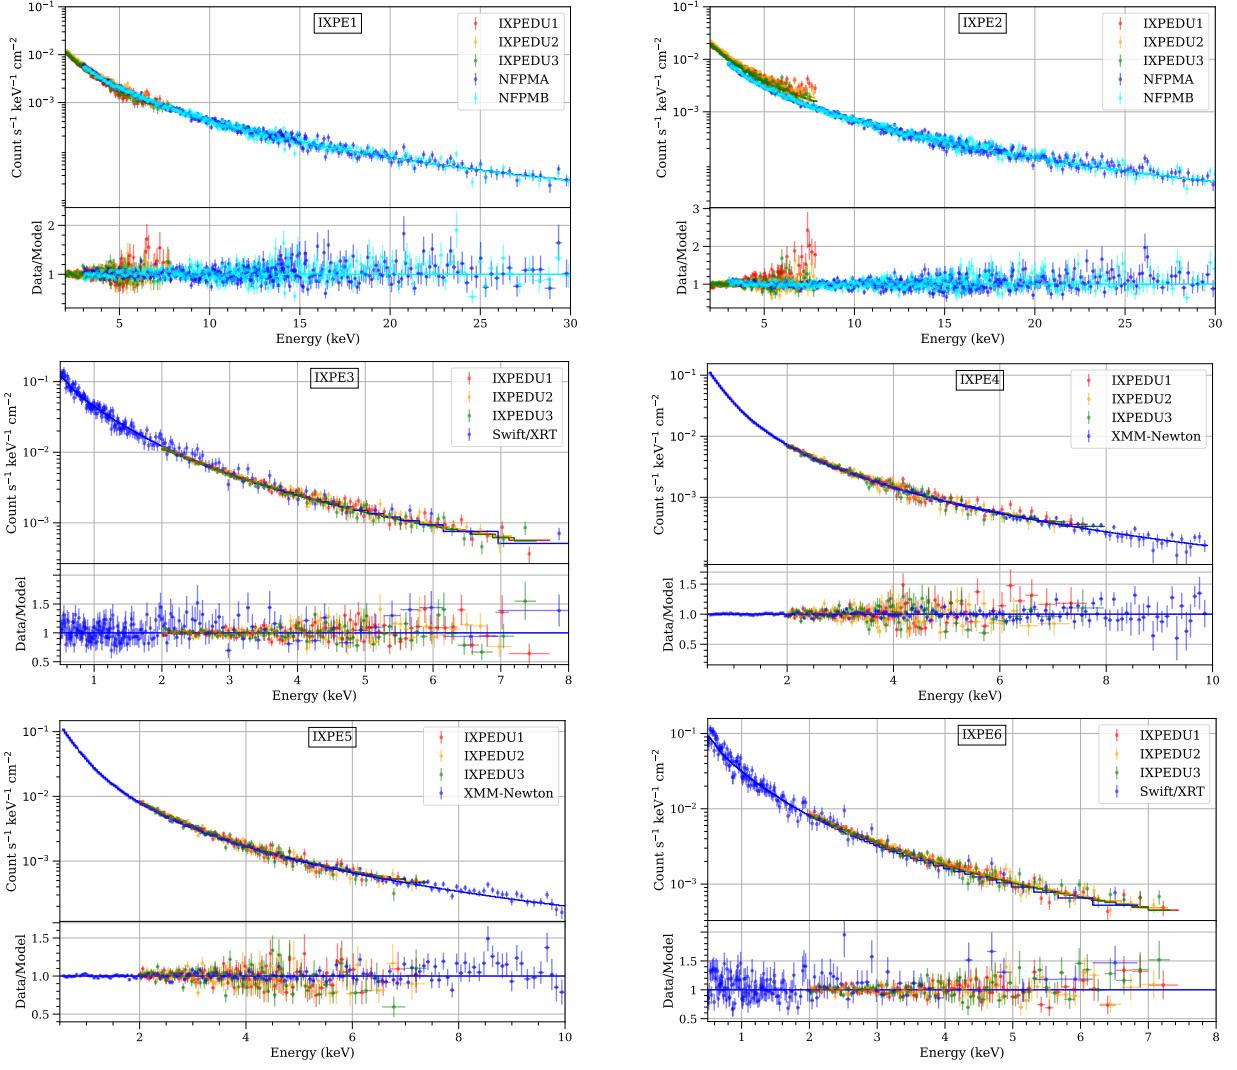 IXPE1
IXPEDU1
IXPEDU2
IXPEDU3
NFPMA
NFPMB
Count s⁻¹ keV⁻¹ cm⁻²
10⁻¹
10⁻²
10⁻³
Data/Model
2
1
5 10 15 20 25 30
Energy (keV)
IXPE2
IXPEDU1
IXPEDU2
IXPEDU3
NFPMA
NFPMB
Count s⁻¹ keV⁻¹ cm⁻²
10⁻¹
10⁻²
10⁻³
Data/Model
3
2
1
5 10 15 20 25 30
Energy (keV)
IXPE3
IXPEDU1
IXPEDU2
IXPEDU3
Swift/XRT
Count s⁻¹ keV⁻¹ cm⁻²
10⁻¹
10⁻²
10⁻³
Data/Model
1.5
1
0.5
1 2 3 4 5 6 7 8
Energy (keV)
IXPE4
IXPEDU1
IXPEDU2
IXPEDU3
XMM-Newton
Count s⁻¹ keV⁻¹ cm⁻²
10⁻¹
10⁻²
10⁻³
Data/Model
1.5
1.0
0.5
2 4 6 8 10
Energy (keV)
IXPE5
IXPEDU1
IXPEDU2
IXPEDU3
XMM-Newton
Count s⁻¹ keV⁻¹ cm⁻²
10⁻¹
10⁻²
10⁻³
Data/Model
1.5
1.0
0.5
2 4 6 8 10
Energy (keV)
IXPE6
IXPEDU1
IXPEDU2
IXPEDU3
Swift/XRT
Count s⁻¹ keV⁻¹ cm⁻²
10⁻¹
10⁻²
10⁻³
Data/Model
1.5
1
0.5
1 2 3 4 5 6 7 8
Energy (keV)